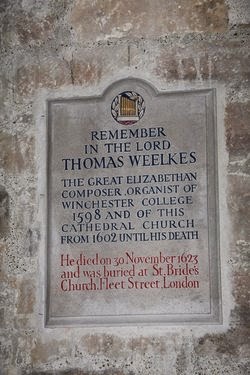 REMEMBER
IN THE LORD
THOMAS WEELKES
THE GREAT ELIZABETHAN
COMPOSER, ORGANIST OF
WINCHESTER COLLEGE
1598 AND OF THIS
CATHEDRAL CHURCH
FROM 1602 UNTIL HIS DEATH
He died on 30 November 1623
and was buried at St. Bride's
Church, Fleet Street, London